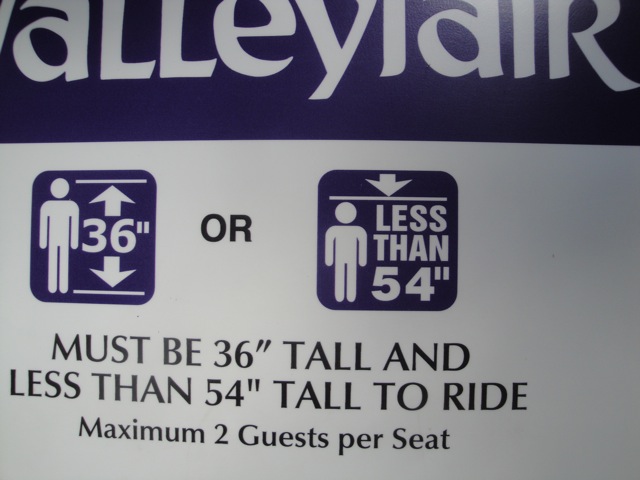 valleyfair
36" OR LESS THAN 54"
MUST BE 36″ TALL AND
LESS THAN 54" TALL TO RIDE
Maximum 2 Guests per Seat